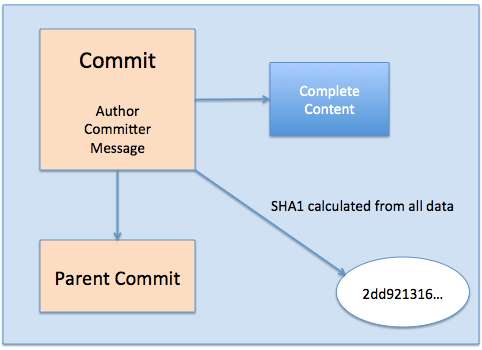 Commit
Author
Committer
Message
Complete
Content
SHA1 calculated from all data
Parent Commit
2dd921316...